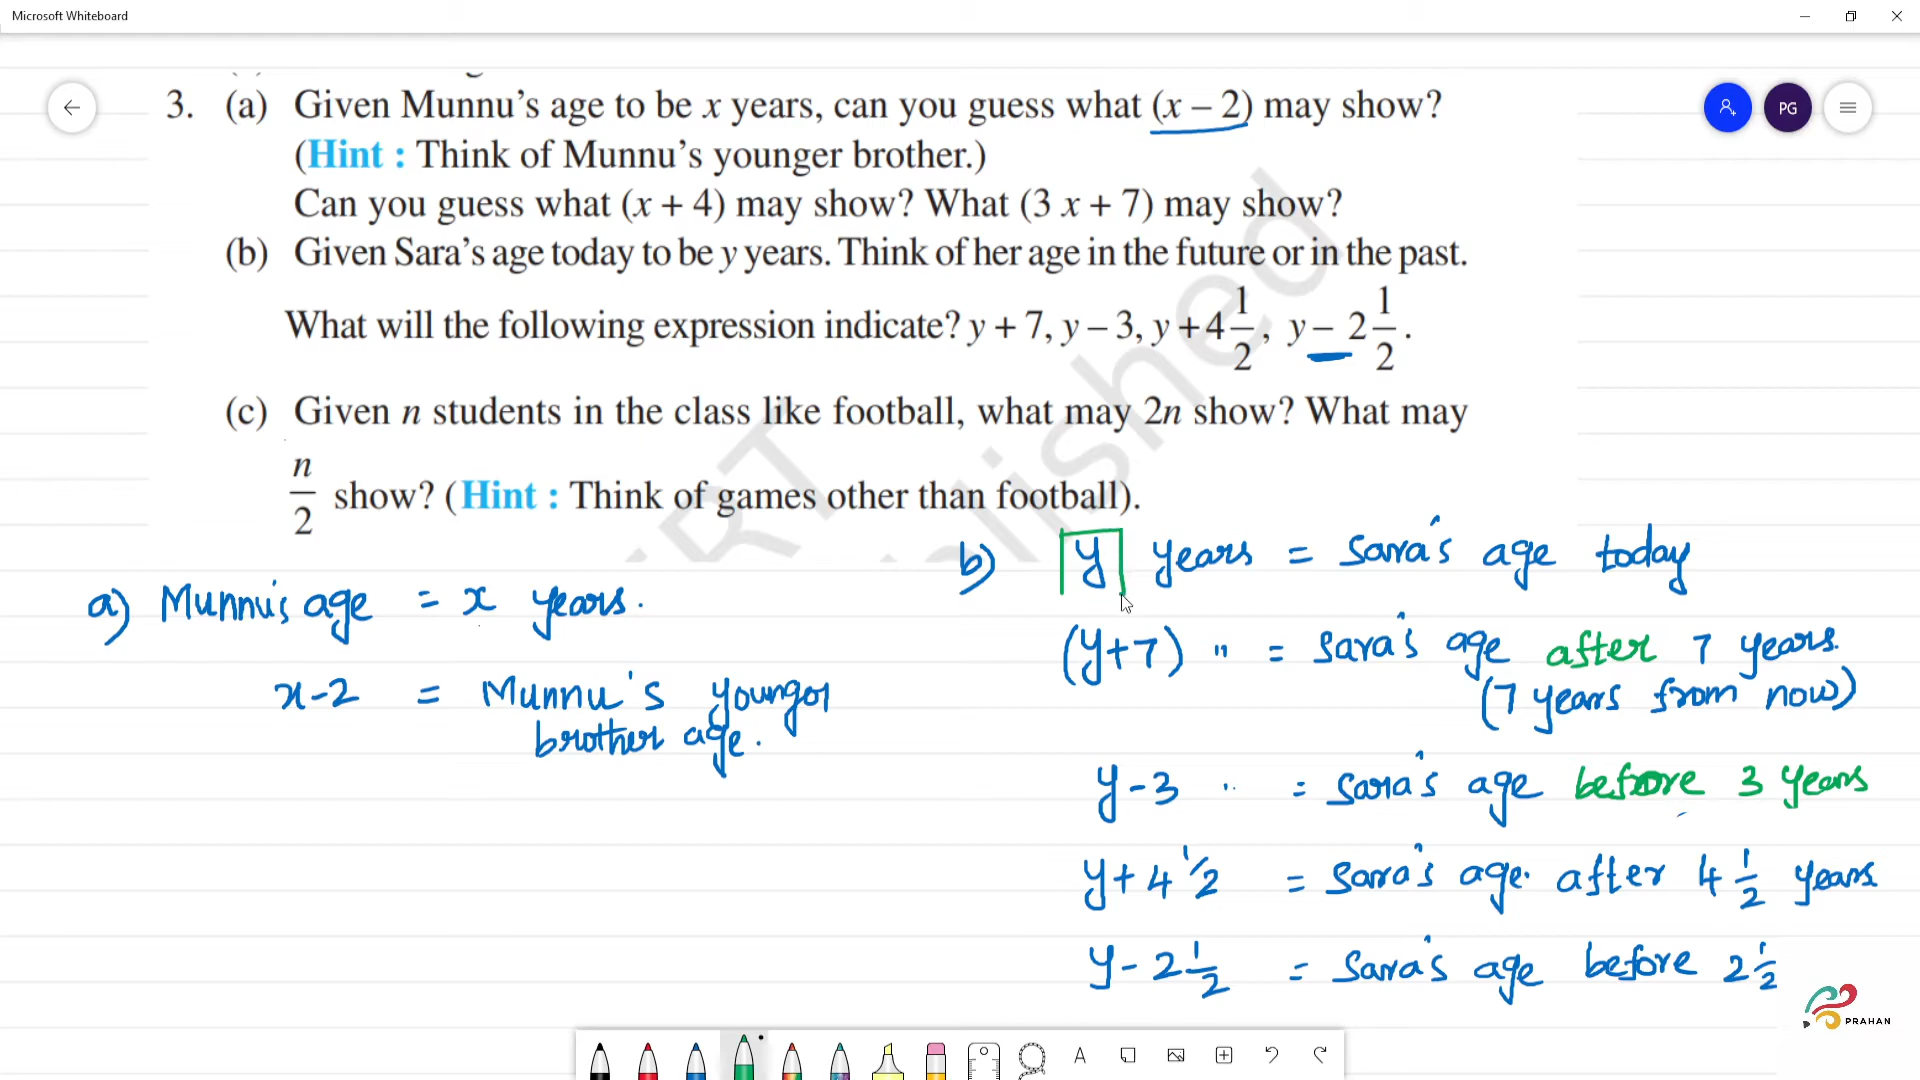 Microsoft Whiteboard
3. (a) Given Munnu's age to be x years, can you guess what (x – 2) may show?
(Hint : Think of Munnu's younger brother.)
Can you guess what (x + 4) may show? What (3 x + 7) may show?
(b) Given Sara's age today to be y years. Think of her age in the future or in the past.
What will the following expression indicate? y + 7, y – 3, y + 4 1/2, y – 2 1/2.
(c) Given n students in the class like football, what may 2n show? What may
n/2 show? (Hint : Think of games other than football).
PG
a) Munnu's age = x years.
x-2 = Munnu's younger
brother age.
b) y years = Sara's age today
(y+7) " = Sara's age after 7 years.
(7 years from now)
y-3 " = Sara's age before 3 years
y+4 1/2 = Sara's age. after 4 1/2 years
y-2 1/2 = Sara's age before 2 1/2
PRAHAN
A